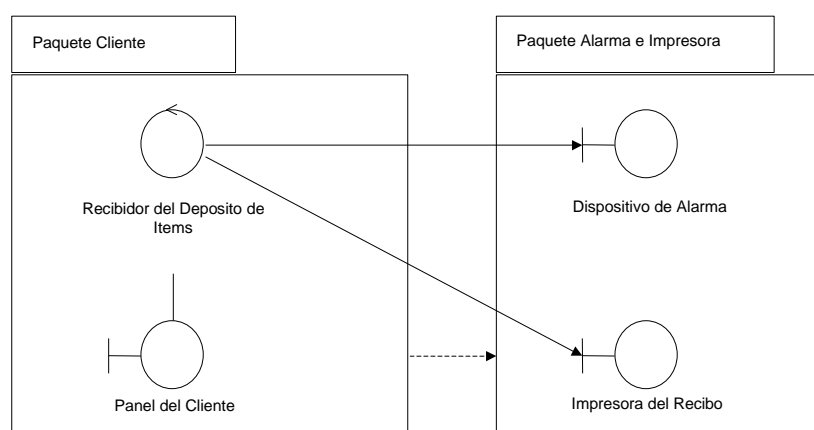 Paquete Cliente
Paquete Alarma e Impresora
Recibidor del Deposito de
Items
Dispositivo de Alarma
Panel del Cliente
Impresora del Recibo